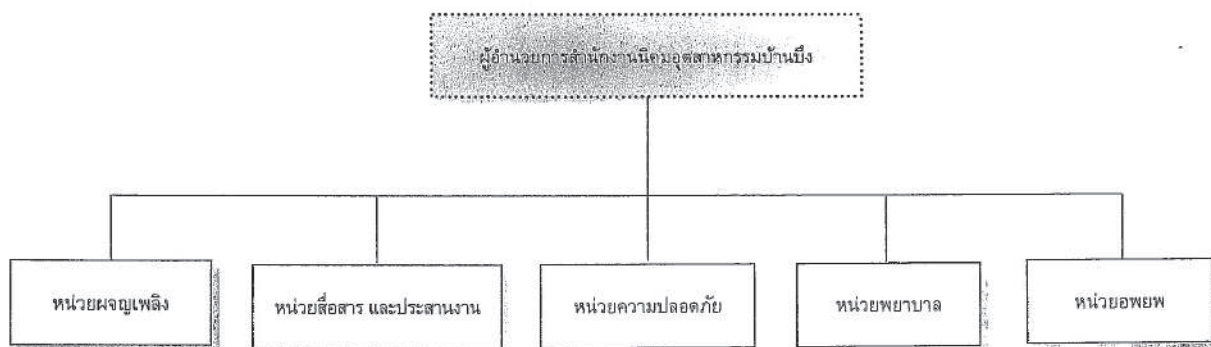 ผู้อำนวยการสำนักงานนิคมอุตสาหกรรมบ้านบึง
หน่วยผจญเพลิง
หน่วยสื่อสาร และประสานงาน
หน่วยความปลอดภัย
หน่วยพยาบาล
หน่วยอพยพ